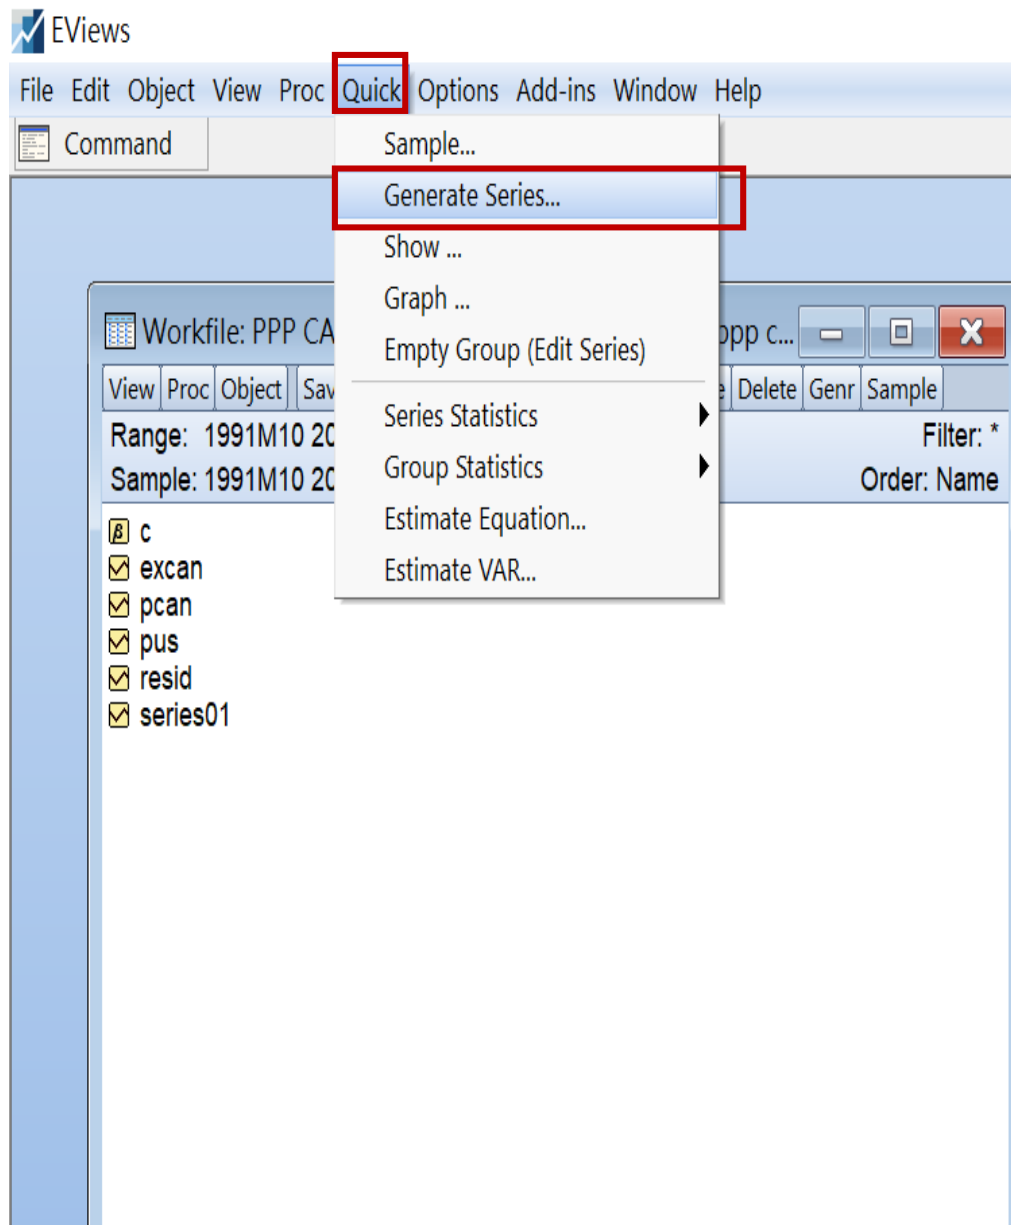 EViews
File Edit Object View Proc Quick Options Add-ins Window Help
Command
Sample...
Generate Series...
Show ...
Graph ...
Empty Group (Edit Series)
Series Statistics
Group Statistics
Estimate Equation...
Estimate VAR...
Workfile: PPP CA ppp c...
View Proc Object Sav e Delete Genr Sample
Range: 1991M10 20 Filter: *
Sample: 1991M10 20 Order: Name
β c
excan
pcan
pus
resid
series01